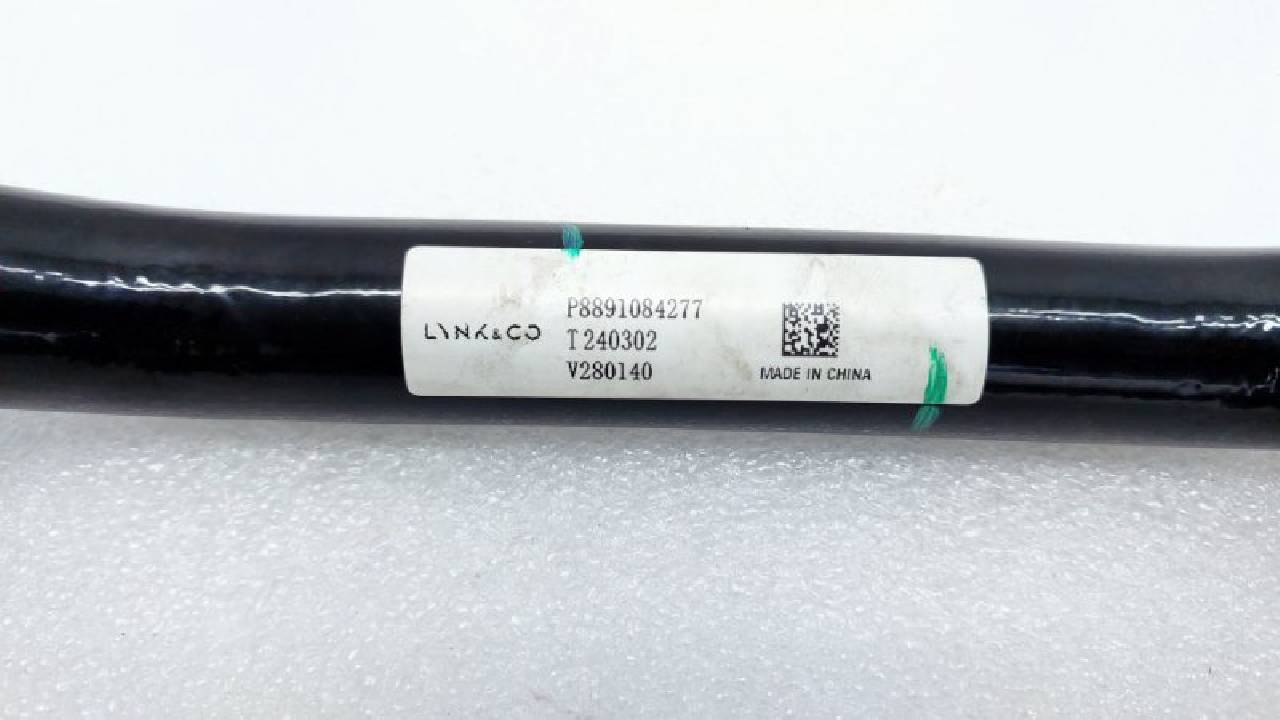 LYNK&CO
P8891084277
T240302
V280140
MADE IN CHINA